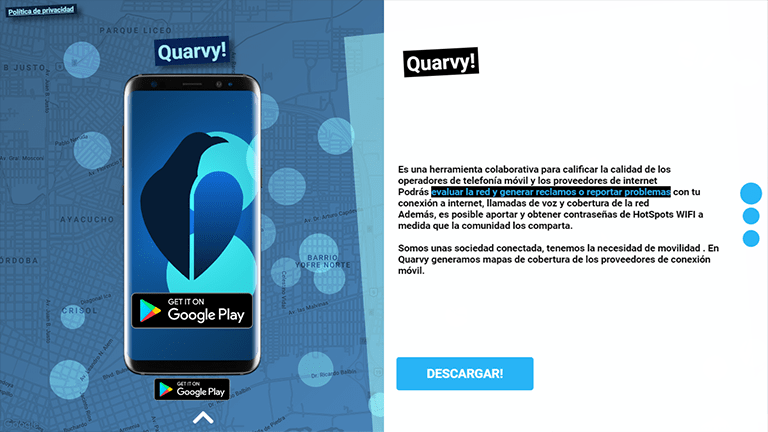 Política de privacidad
PARQUE LICEO
Quarvy!
B JUSTO
GET IT ON
Google Play
AYACUCHO
BARRIO
YOFRE NORTE
CÓRDOBA
CRISOL
GET IT ON
Google Play
Quarvy!
Es una herramienta colaborativa para calificar la calidad de los
operadores de telefonía móvil y los proveedores de internet
Podrás evaluar la red y generar reclamos o reportar problemas con tu
conexión a internet, llamadas de voz y cobertura de la red
Además, es posible aportar y obtener contraseñas de HotSpots WIFI a
medida que la comunidad los comparta.
Somos una sociedad conectada, tenemos la necesidad de movilidad . En
Quarvy generamos mapas de cobertura de los proveedores de conexión
móvil.
DESCARGAR!